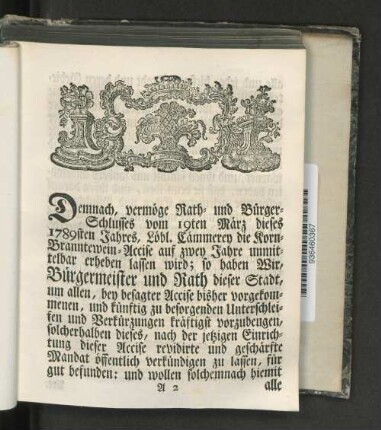 Demnach, vermöge Rath- und Bürger-
Schlusses vom 19ten März dieses
1789sten Jahres, Löbl. Cämmerey die Korn-
Branntewein-Accise auf zwey Jahre unmit-
telbar erheben lassen wird; so haben Wir
Bürgermeister und Rath dieser Stadt,
um allen, bey besagter Accise bisher vorgekom-
menen, und künftig zu besorgenden Unterschlei-
fen und Verkürzungen kräftigst vorzubeugen,
solcherhalben dieses, nach der jetzigen Einrich-
tung dieser Accise revidirte und geschärfte
Mandat öffentlich verkündigen zu lassen, für
gut befunden: und wollen solchemnach hiemit
A 2 alle
936460367